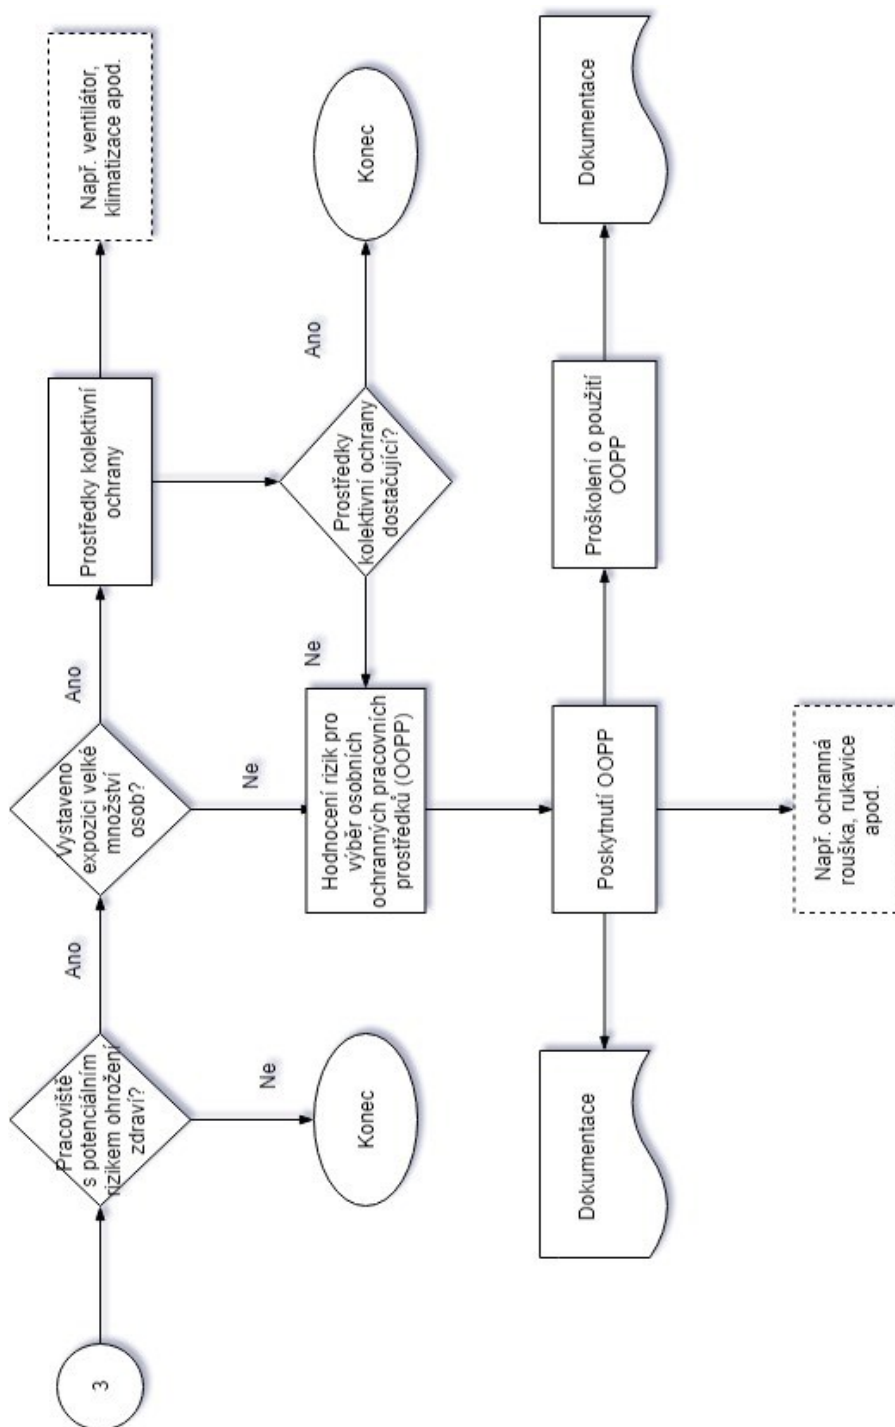 3
Pracoviště
s potenciálním
rizikem ohrožení
zdraví?
Ano
Ne
Konec
Vystaveno
expozici velké
množství
osob?
Ano
Ne
Prostředky kolektivní
ochrany
Např. ventilátor,
klimatizace apod.
Prostředky
kolektivní ochrany
dostačující?
Ano
Konec
Ne
Hodnocení rizik pro
výběr osobních
ochranných pracovních
prostředků (OOPP)
Poskytnutí OOPP
Dokumentace
Proškolení o použití
OOPP
Dokumentace
Např. ochranná
rouška, rukavice
apod.